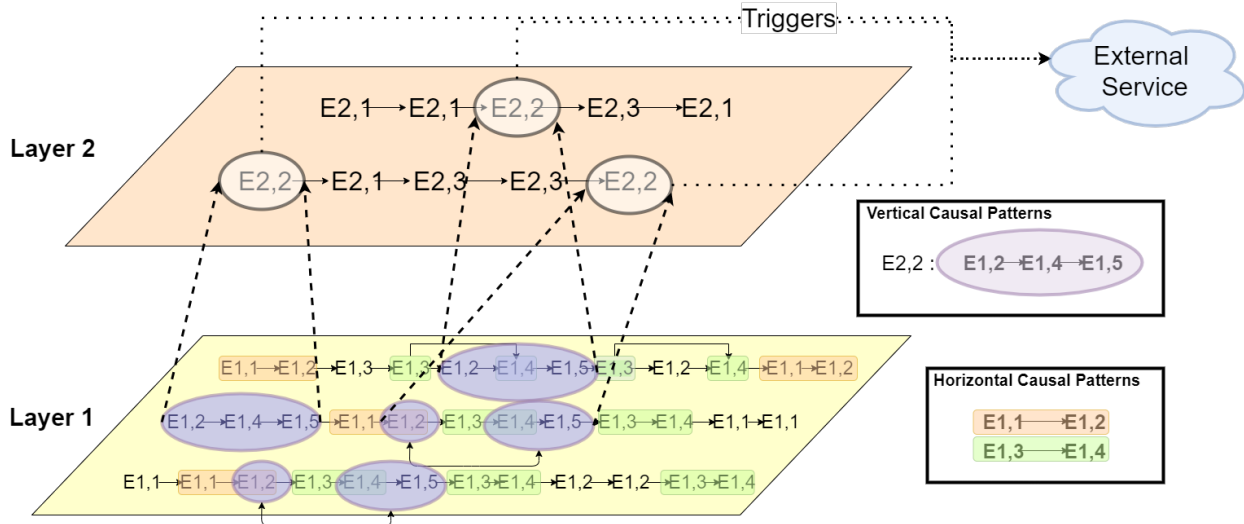 Triggers
External
Service
Layer 2
E2,1 E2,1 E2,2 E2,3 E2,1
E2,2 E2,1 E2,3 E2,3 E2,2
Vertical Causal Patterns
E2,2 : E1,2 E1,4 E1,5
Layer 1
E1,1 E1,2 E1,3 E1,3 E1,2 E1,4 E1,5 E1,3 E1,2 E1,4 E1,1 E1,2
E1,2 E1,4 E1,5 E1,1 E1,2 E1,3 E1,4 E1,5 E1,3 E1,4 E1,1 E1,1
E1,1 E1,1 E1,2 E1,3 E1,4 E1,5 E1,3 E1,4 E1,2 E1,2 E1,3 E1,4
Horizontal Causal Patterns
E1,1 E1,2
E1,3 E1,4